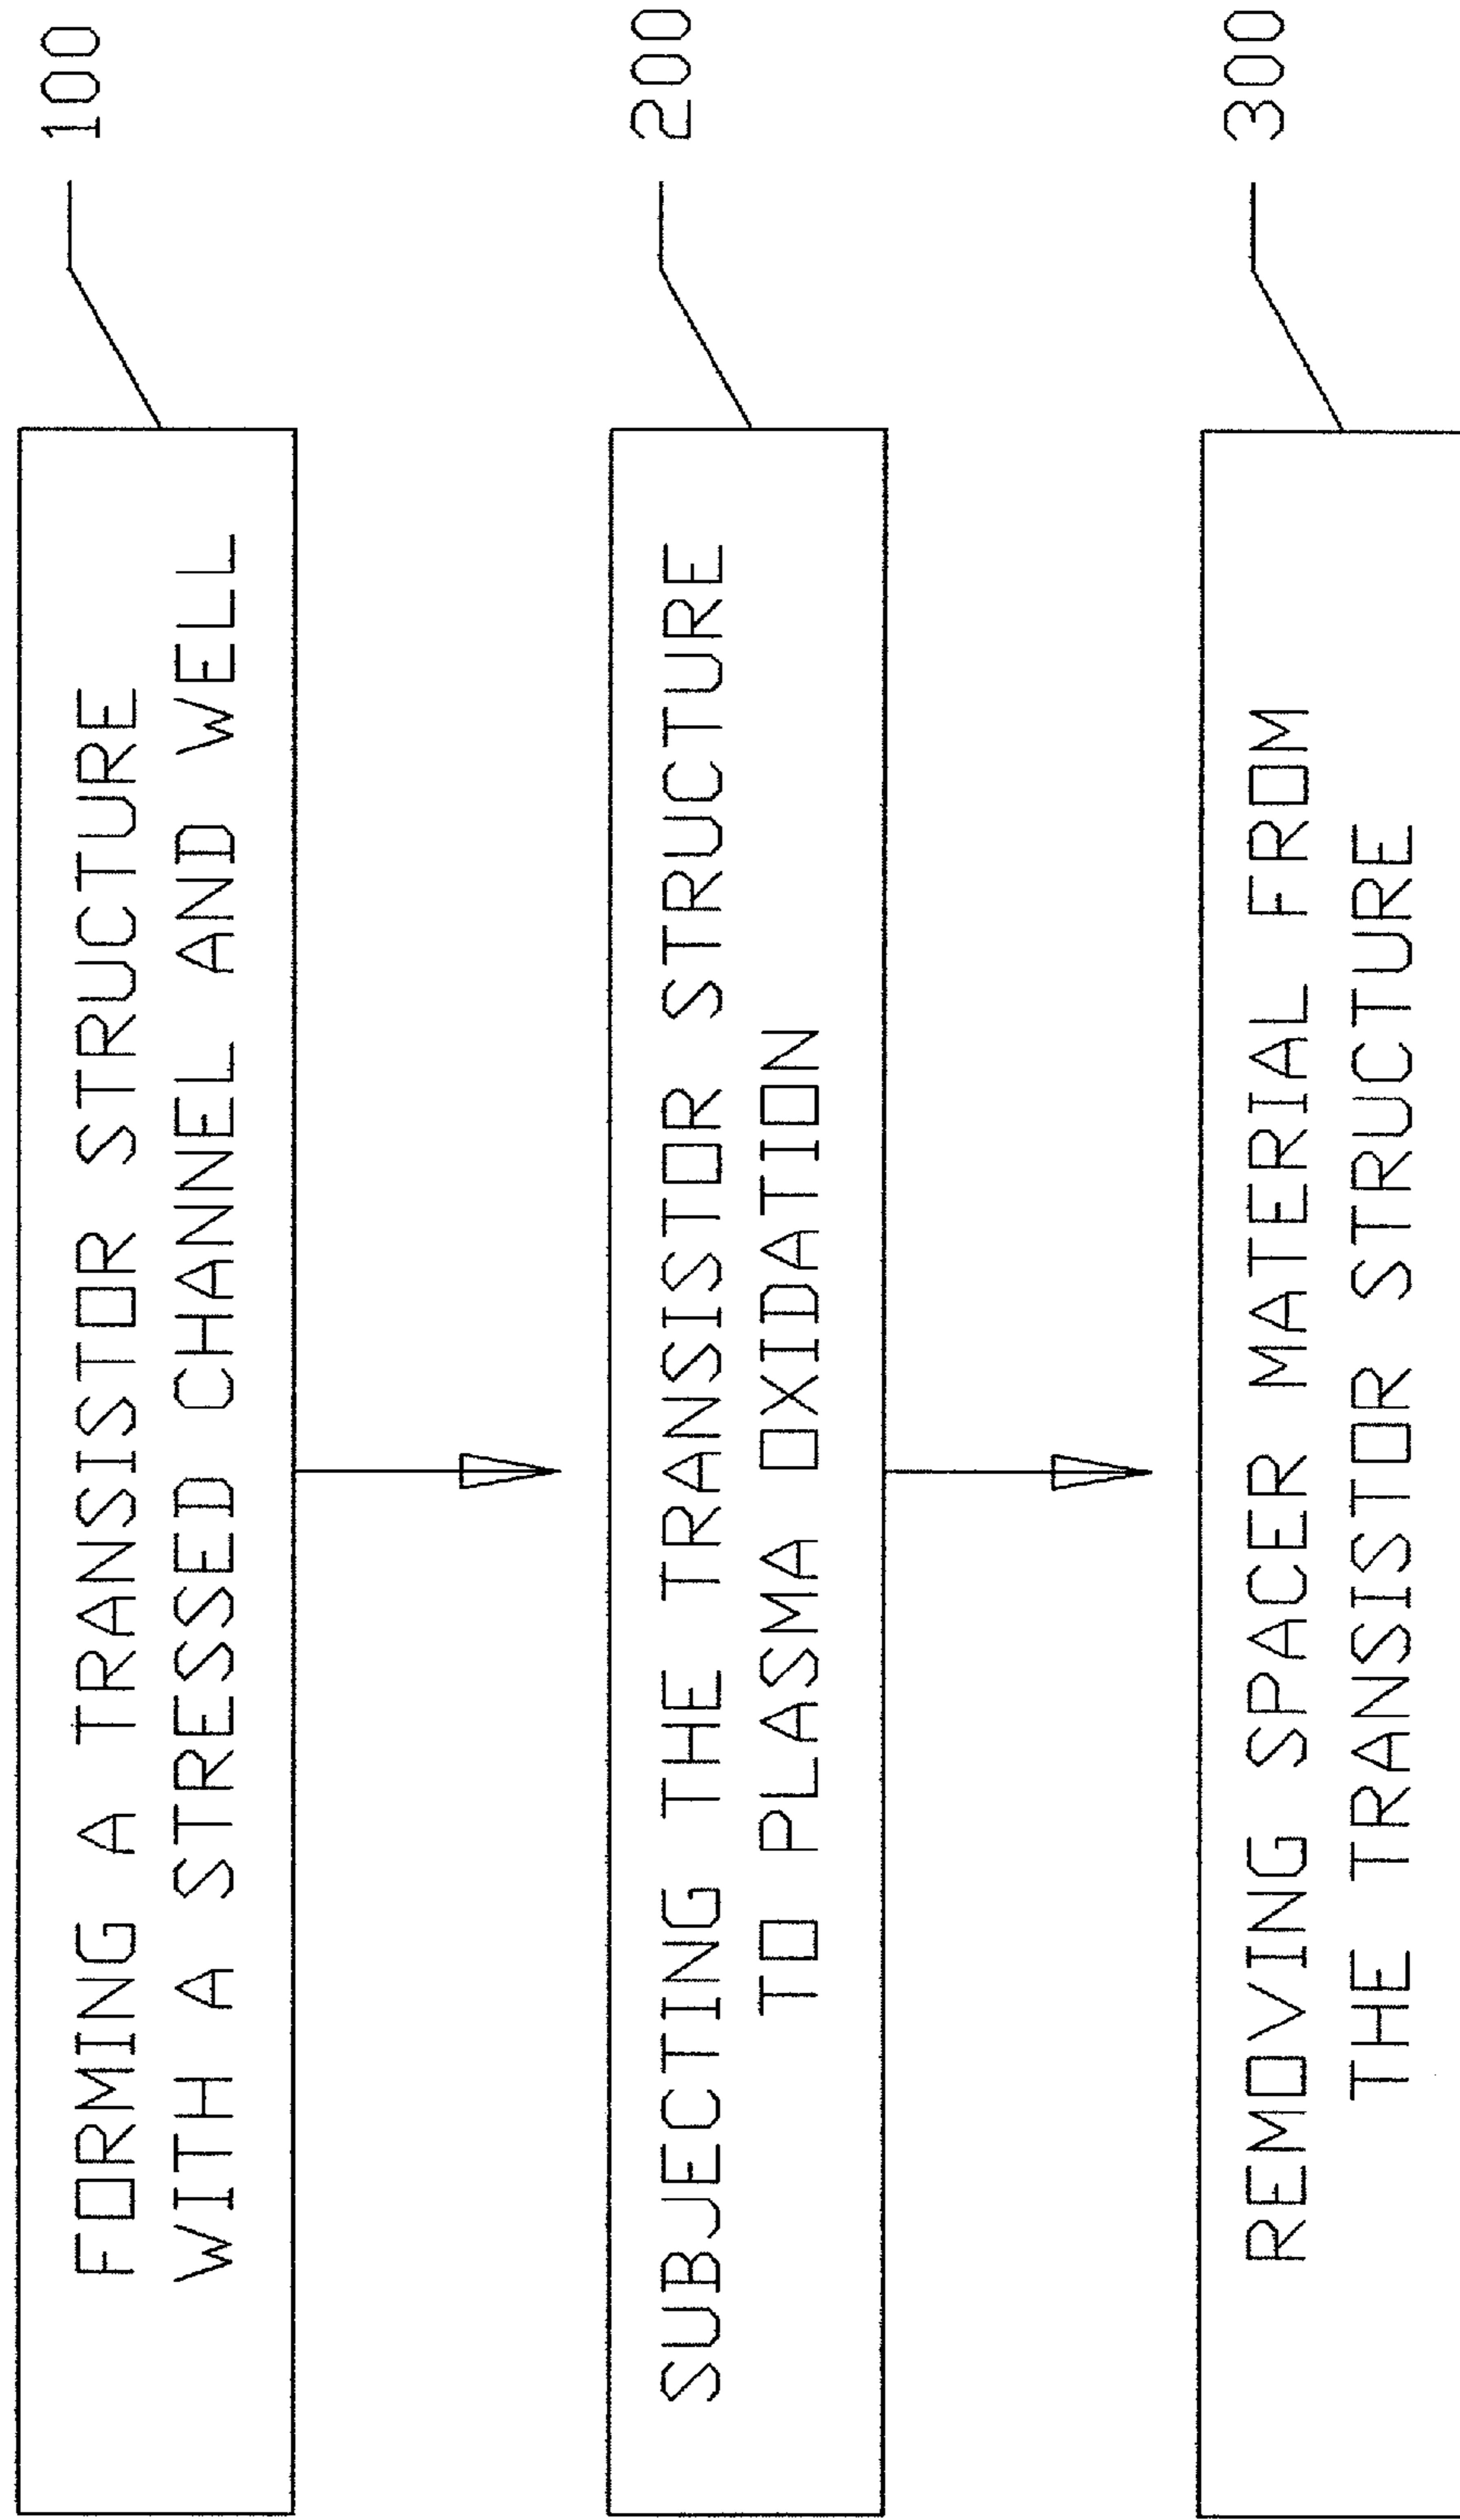 FORMING A TRANSISTOR STRUCTURE
WITH A STRESSED CHANNEL AND WELL
100
SUBJECTING THE TRANSISTOR STRUCTURE
TO PLASMA OXIDATION
200
REMOVING SPACER MATERIAL FROM
THE TRANSISTOR STRUCTURE
300